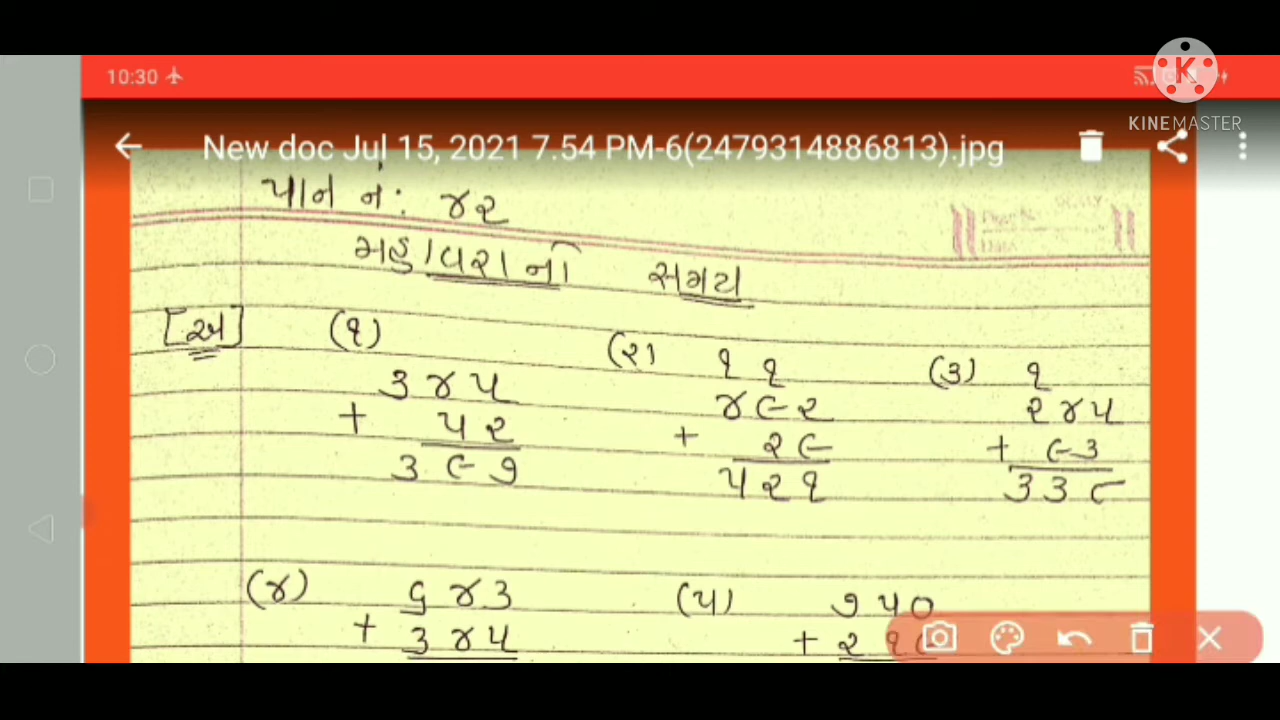 10:30
KINEMASTER
New doc Jul 15, 2021 7.54 PM-6(2479314886813).jpg
પાન નં: ૪૨
મહાવરાની
[અ] (૧) (૨) ૧ ૧ (૩) ૧
૩૪૫ ૪૯૨ ૨૪૫
+ ૫૨ + ૨૯ + ૯૩
૩૯૭ ૫૨૧ ૩૩૮
(૪) ૬૪૩ (૫) ૭૫૦
+ ૩૪૫ + ૨